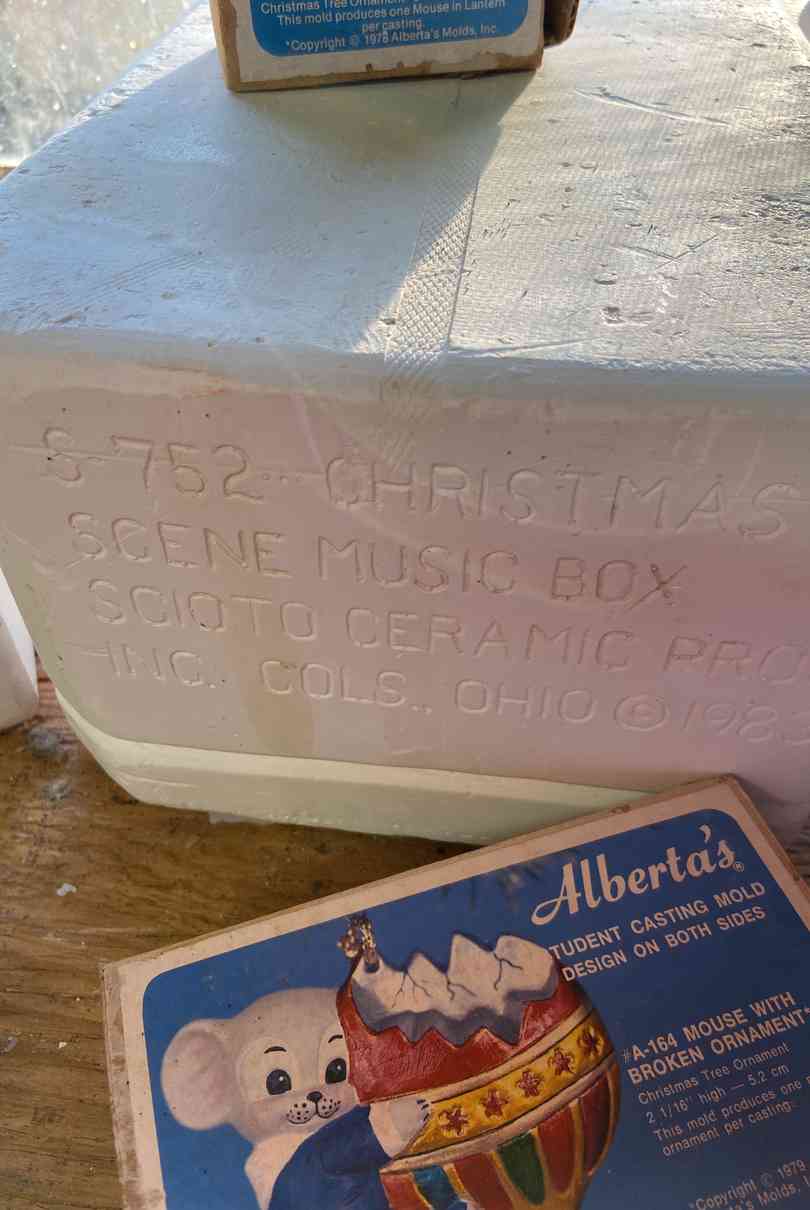 Christmas Tree Ornament
This mold produces one Mouse in Lantern
per casting.
*Copyright © 1978 Alberta's Molds, Inc.
S-752... CHRISTMAS
SCENE MUSIC BOX
SCIOTO CERAMIC PRO
INC. COLS., OHIO © 198
Alberta's®
TUDENT CASTING MOLD
DESIGN ON BOTH SIDES
#A-164 MOUSE WITH
BROKEN ORNAMENT*
Christmas Tree Ornament
2 1/16" high — 5.2 cm
This mold produces one
ornament per casting.
*Copyright © 1979
Molds,